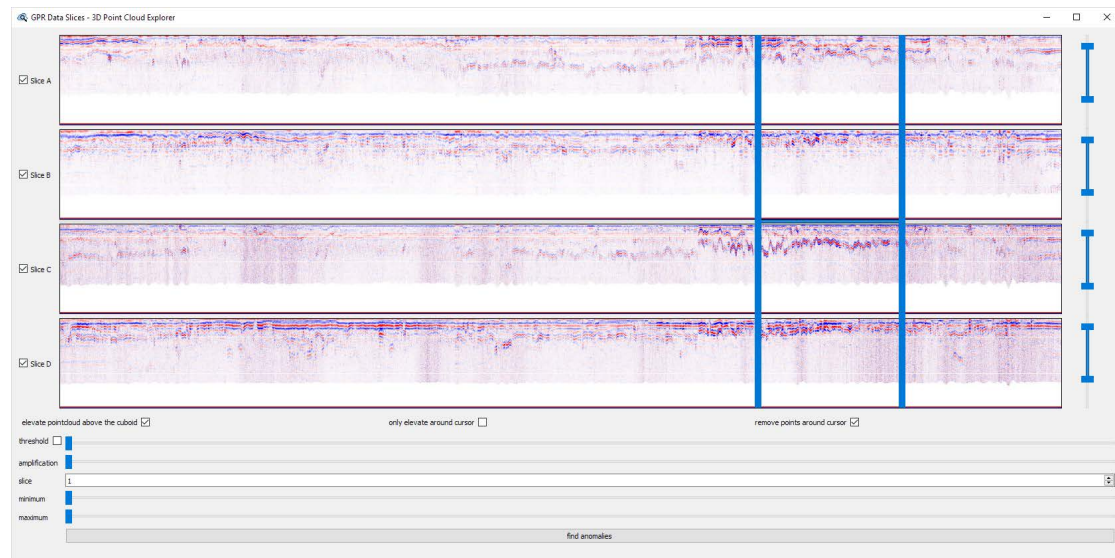 GPR Data Slices - 3D Point Cloud Explorer
Slice A
Slice B
Slice C
Slice D
elevate pointcloud above the cuboid only elevate around cursor remove points around cursor
threshold
amplification
slice 1
minimum
maximum
find anomalies